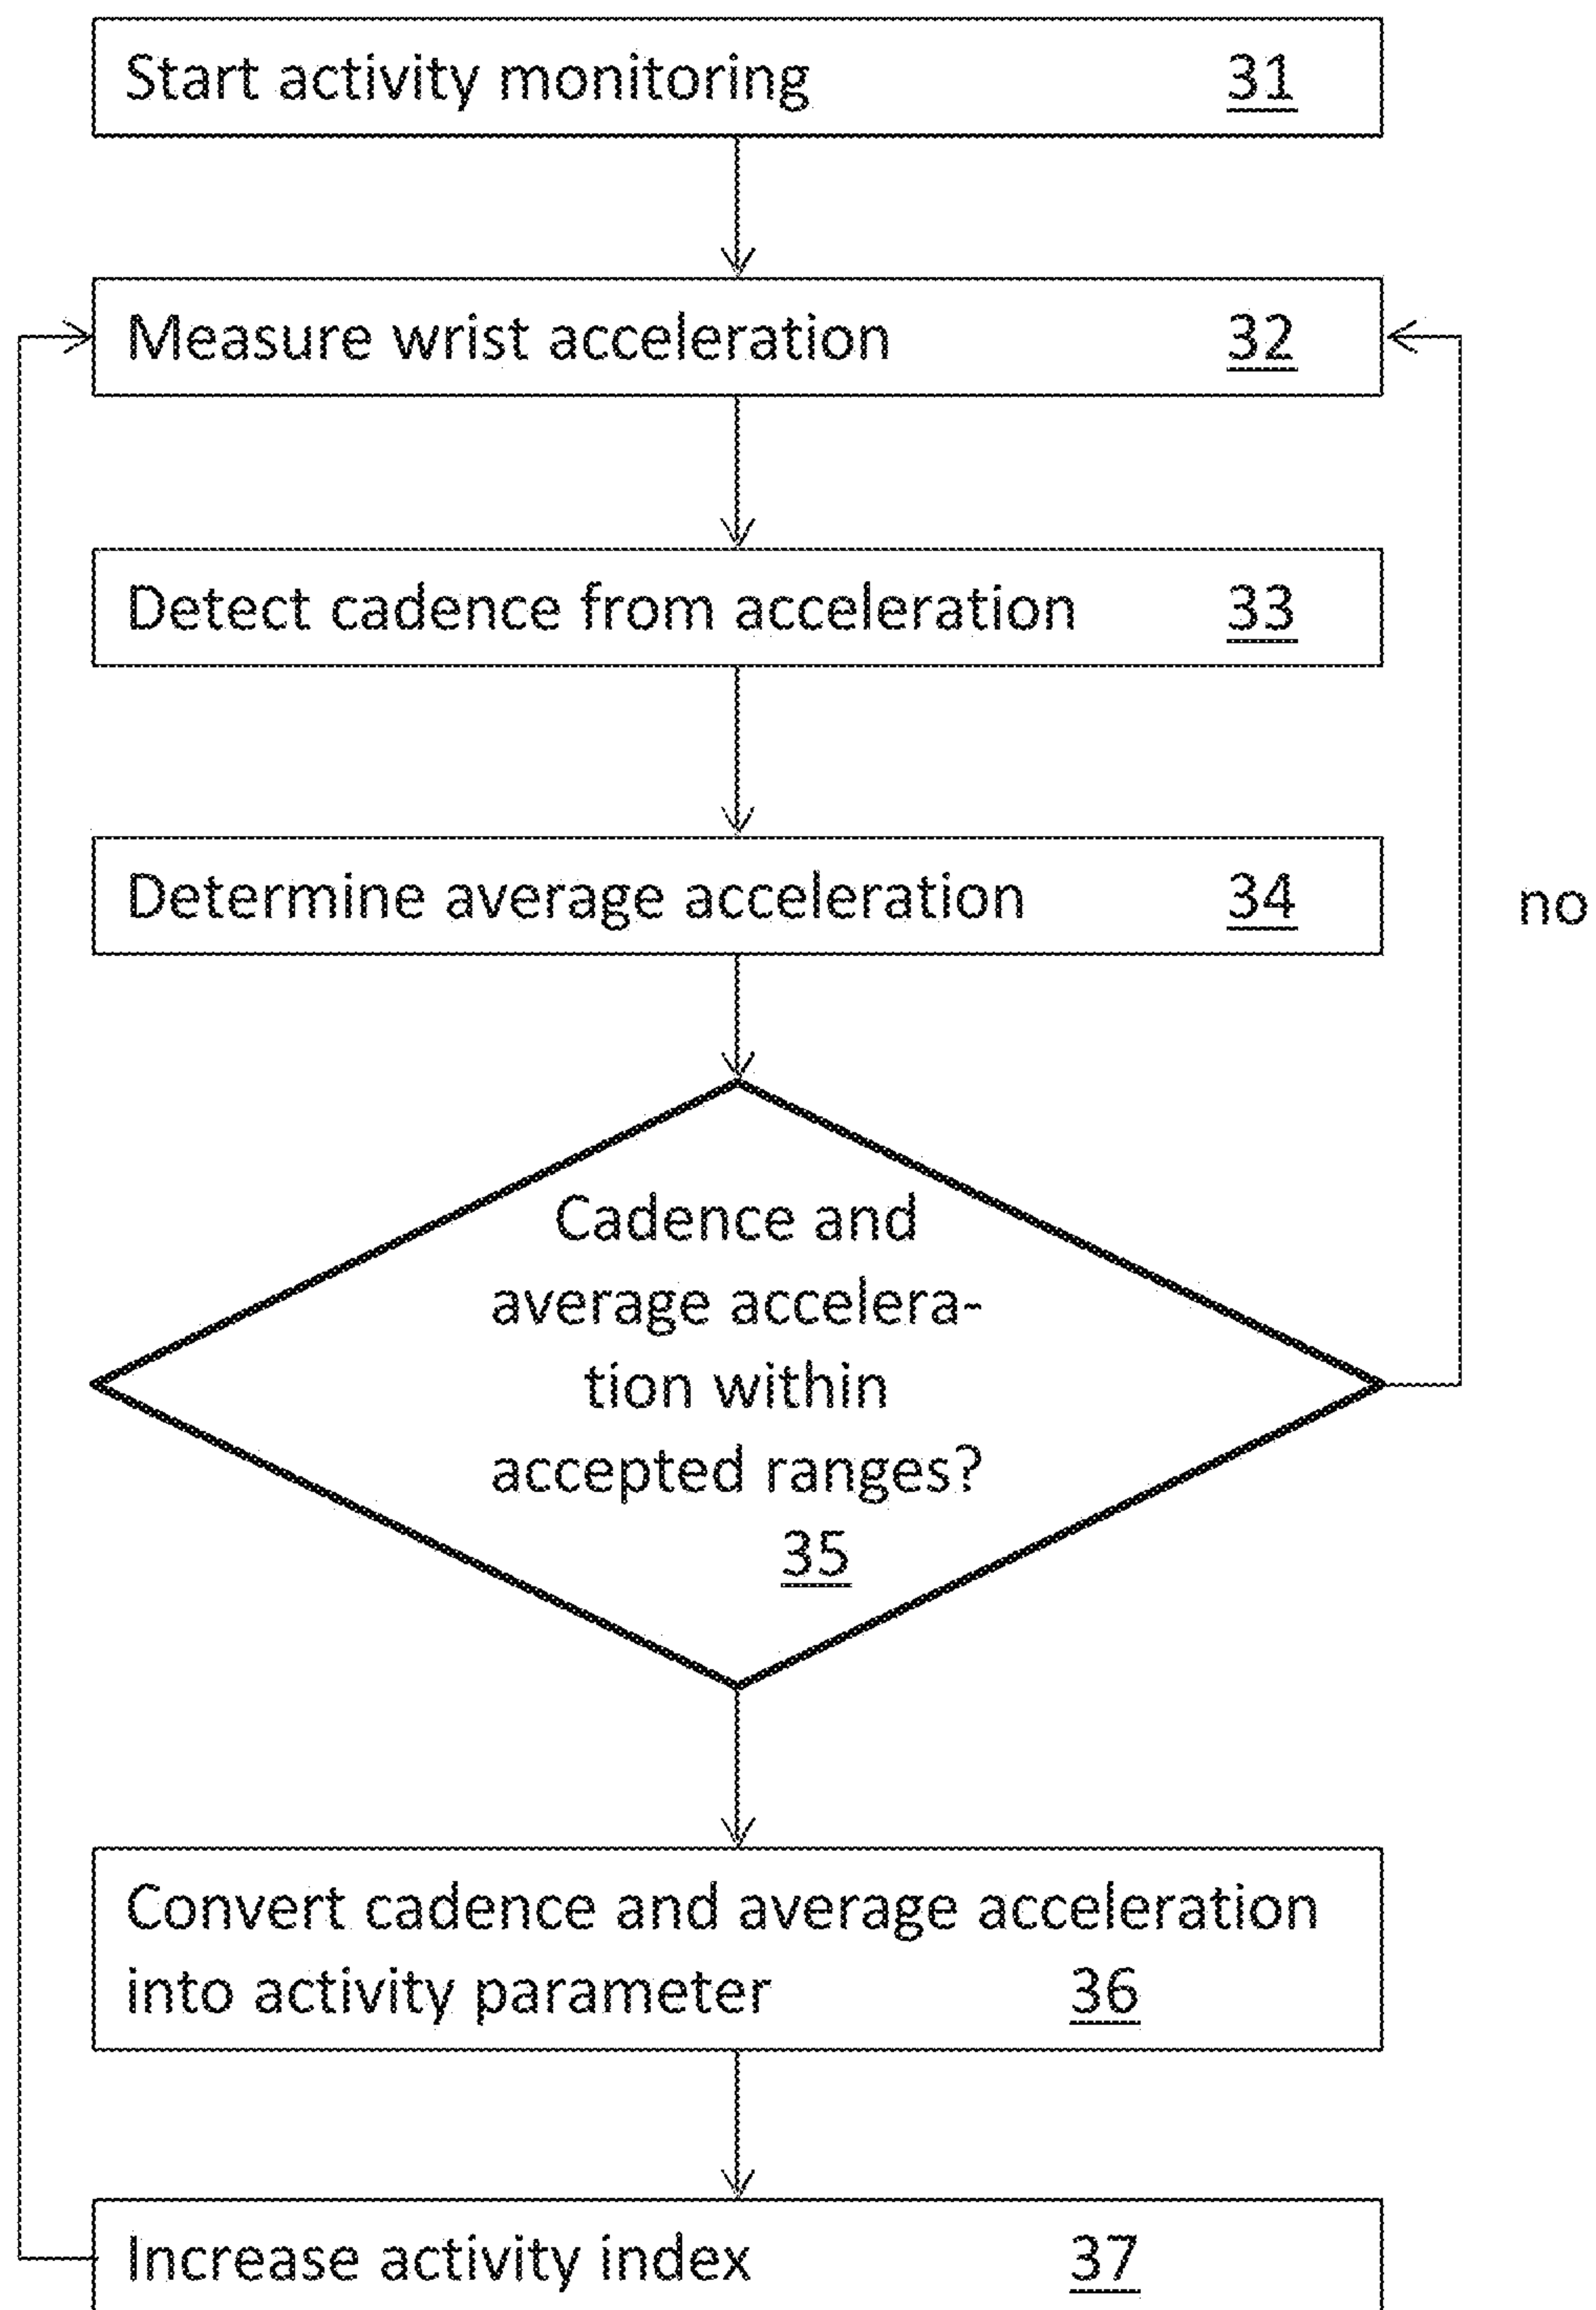 Start activity monitoring 31
Measure wrist acceleration 32
Detect cadence from acceleration 33
Determine average acceleration 34
no
Cadence and
average accelera-
tion within
accepted ranges?
35
Convert cadence and average acceleration
into activity parameter 36
Increase activity index 37